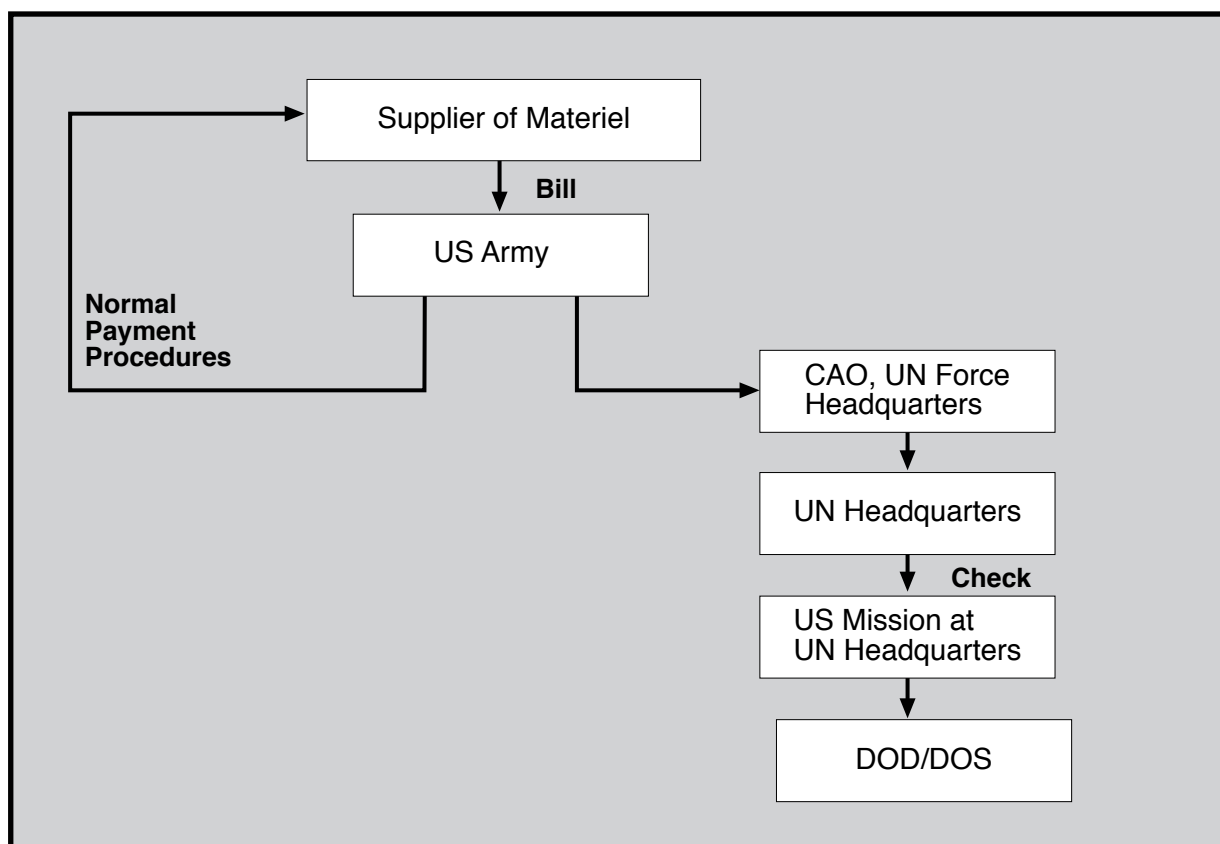 Supplier of Materiel
Bill
US Army
Normal
Payment
Procedures
CAO, UN Force
Headquarters
UN Headquarters
Check
US Mission at
UN Headquarters
DOD/DOS